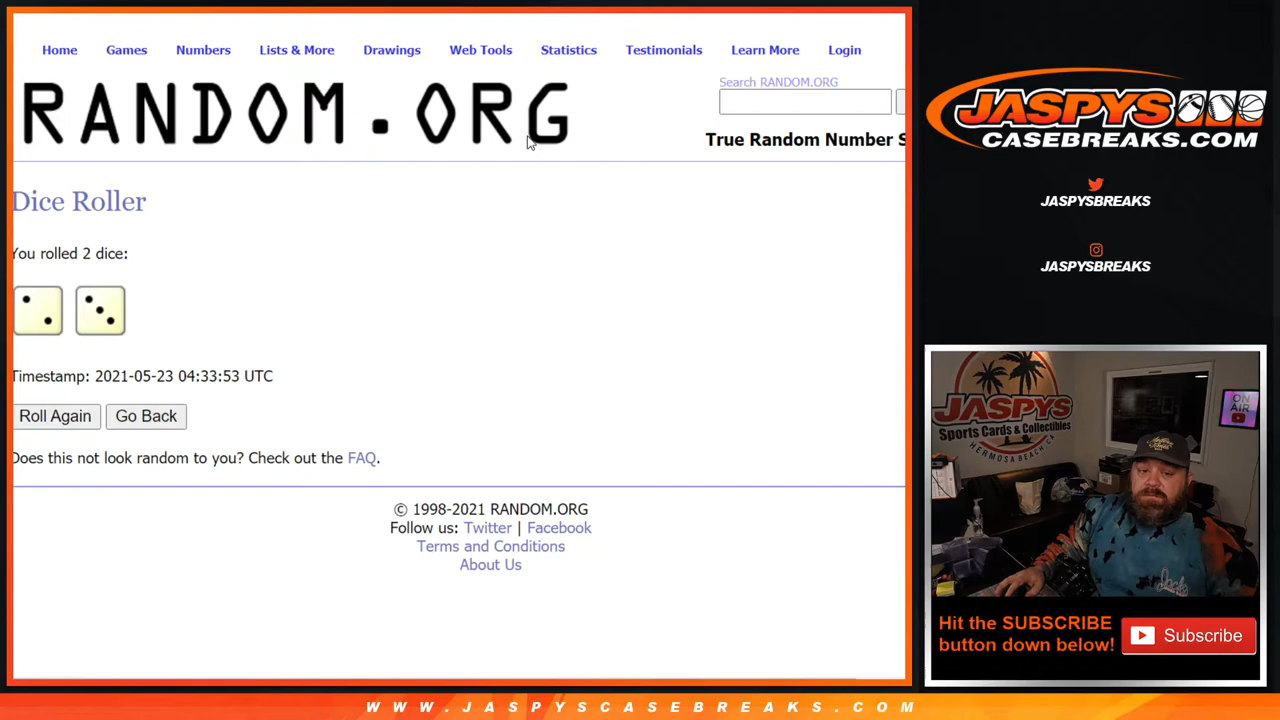 Home Games Numbers Lists & More Drawings Web Tools Statistics Testimonials Learn More Login
RANDOM.ORG
Search RANDOM.ORG
True Random Number S
Dice Roller
You rolled 2 dice:
Timestamp: 2021-05-23 04:33:53 UTC
Roll Again Go Back
Does this not look random to you? Check out the FAQ.
© 1998-2021 RANDOM.ORG
Follow us: Twitter | Facebook
Terms and Conditions
About Us
JASPYS
CASEBREAKS.COM
JASPYSBREAKS
JASPYSBREAKS
JASPYS
Sports Cards & Collectibles
HERMOSA BEACH, CA
ON
AIR
Hit the SUBSCRIBE
button down below!
Subscribe
WWW.JASPYSCASEBREAKS.COM